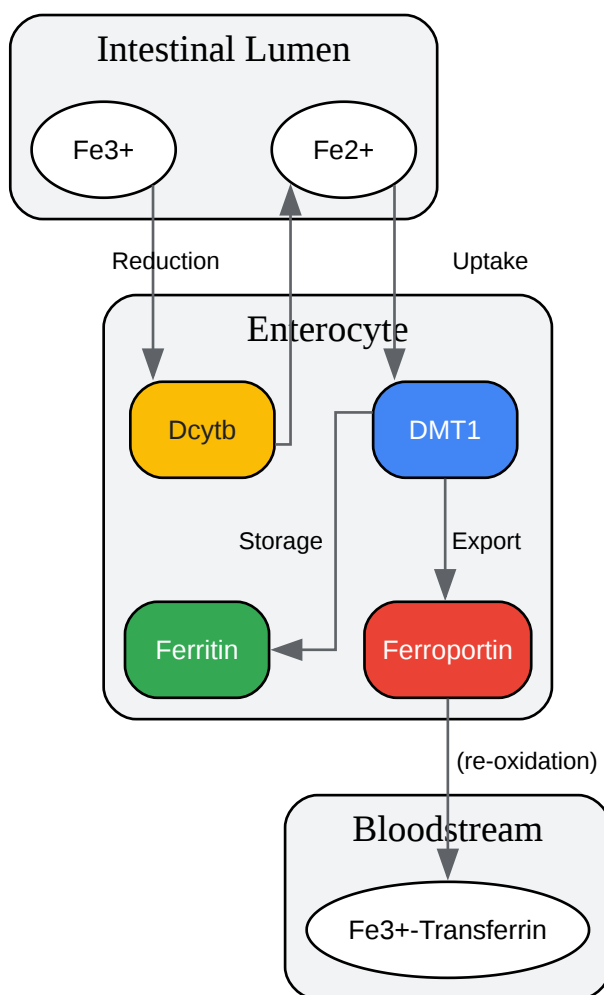 Intestinal Lumen
Fe3+
Fe2+
Reduction
Uptake
Enterocyte
Dcytb
DMT1
Storage
Export
Ferritin
Ferroportin
(re-oxidation)
Bloodstream
Fe3+-Transferrin